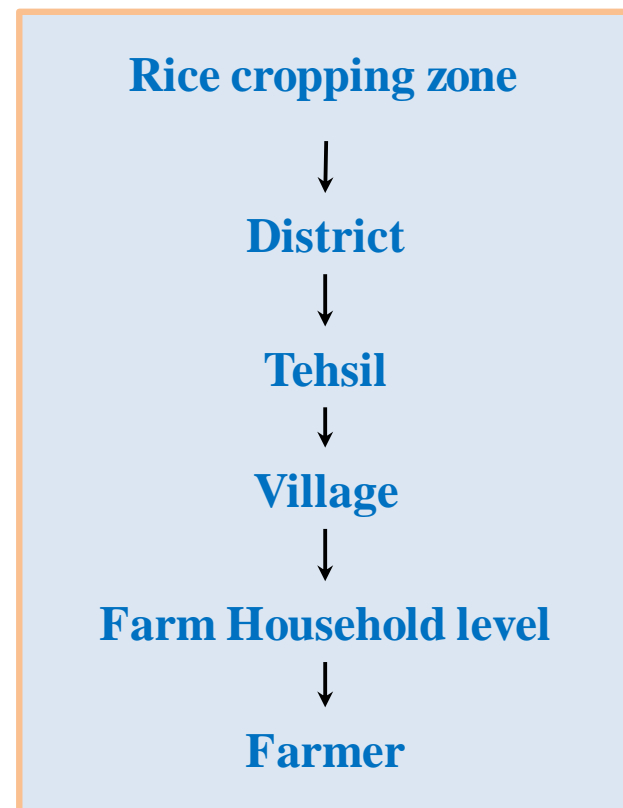 Rice cropping zone
District
Tehsil
Village
Farm Household level
Farmer